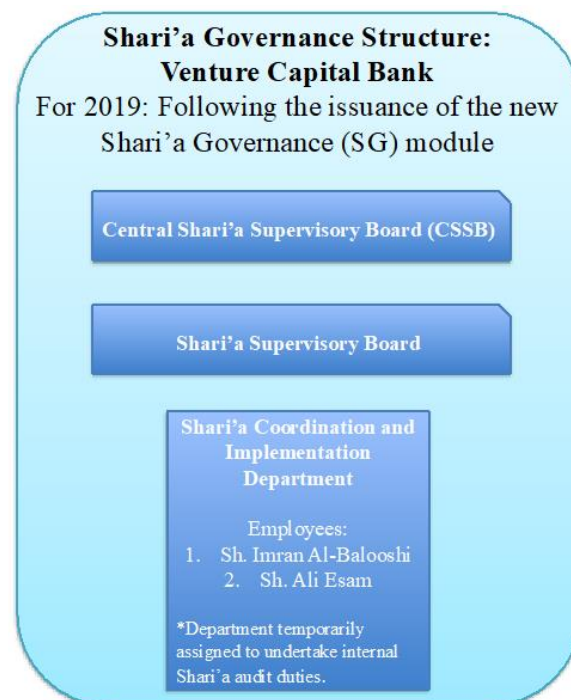 Shari’a Governance Structure:
Venture Capital Bank
For 2019: Following the issuance of the new
Shari’a Governance (SG) module
Central Shari’a Supervisory Board (CSSB)
Shari’a Supervisory Board
Shari’a Coordination and
Implementation
Department
Employees:
1. Sh. Imran Al-Balooshi
2. Sh. Ali Esam
*Department temporarily
assigned to undertake internal
Shari’a audit duties.